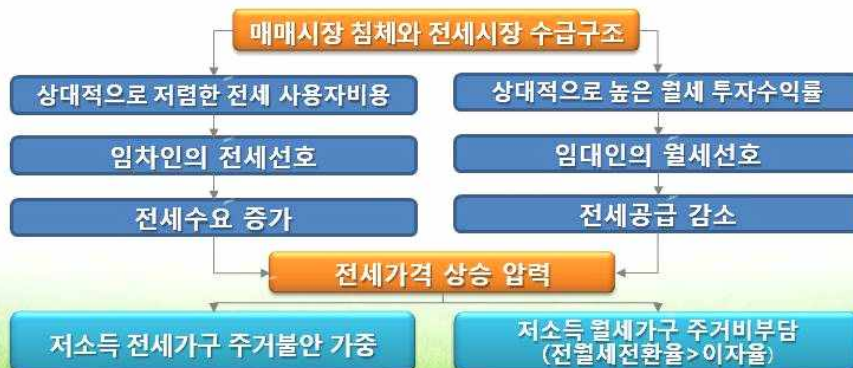 매매시장 침체와 전세시장 수급구조
상대적으로 저렴한 전세 사용자비용
상대적으로 높은 월세 투자수익률
임차인의 전세선호
임대인의 월세선호
전세수요 증가
전세공급 감소
전세가격 상승 압력
저소득 전세가구 주거불안 가중
저소득 월세가구 주거비부담
(전월세전환율>이자율)